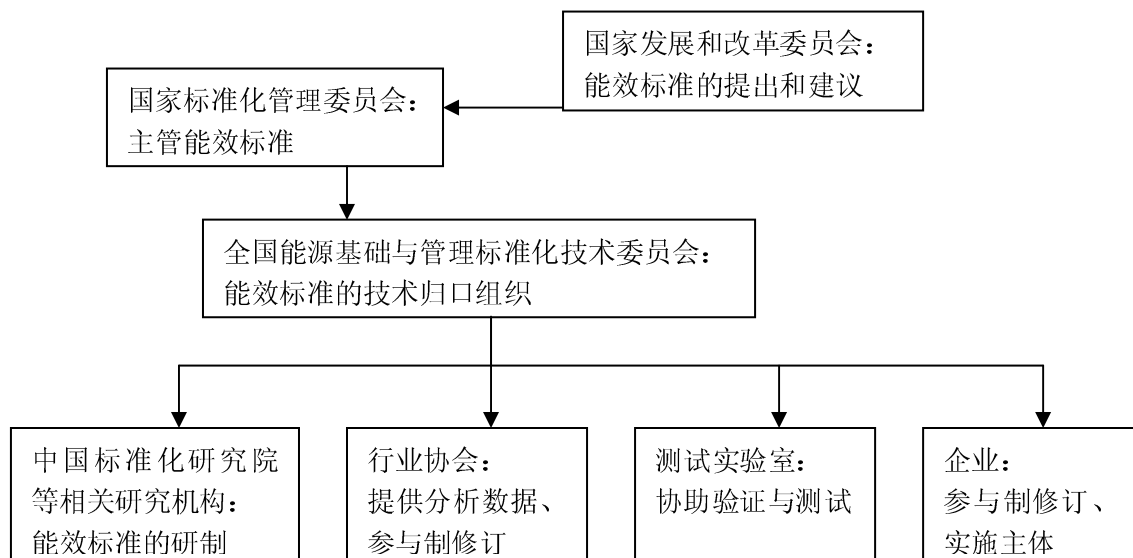 国家发展和改革委员会：
能效标准的提出和建议
国家标准化管理委员会：
主管能效标准
全国能源基础与管理标准化技术委员会：
能效标准的技术归口组织
中国标准化研究院
等相关研究机构：
能效标准的研制
行业协会：
提供分析数据、
参与制修订
测试实验室：
协助验证与测试
企业：
参与制修订、
实施主体